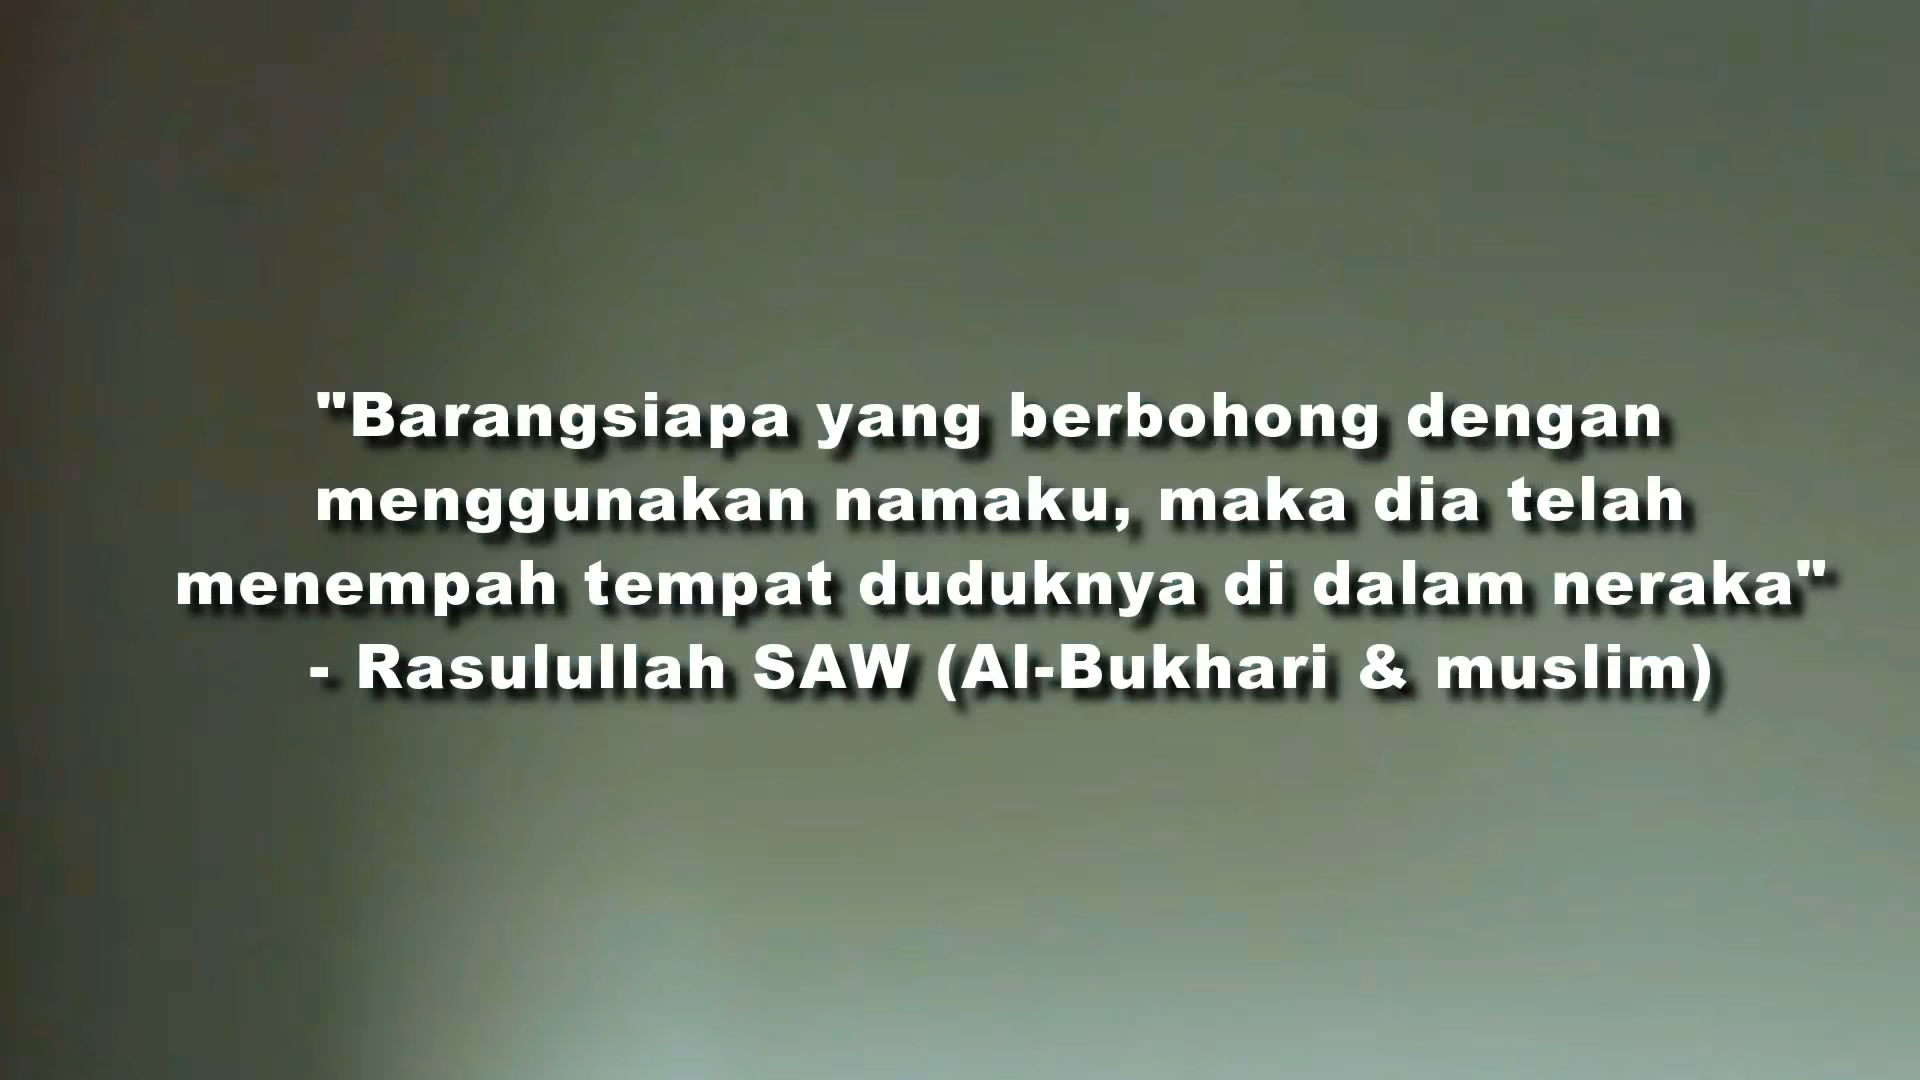 "Barangsiapa yang berbohong dengan
menggunakan namaku, maka dia telah
menempah tempat duduknya di dalam neraka"
- Rasulullah SAW (Al-Bukhari & muslim)